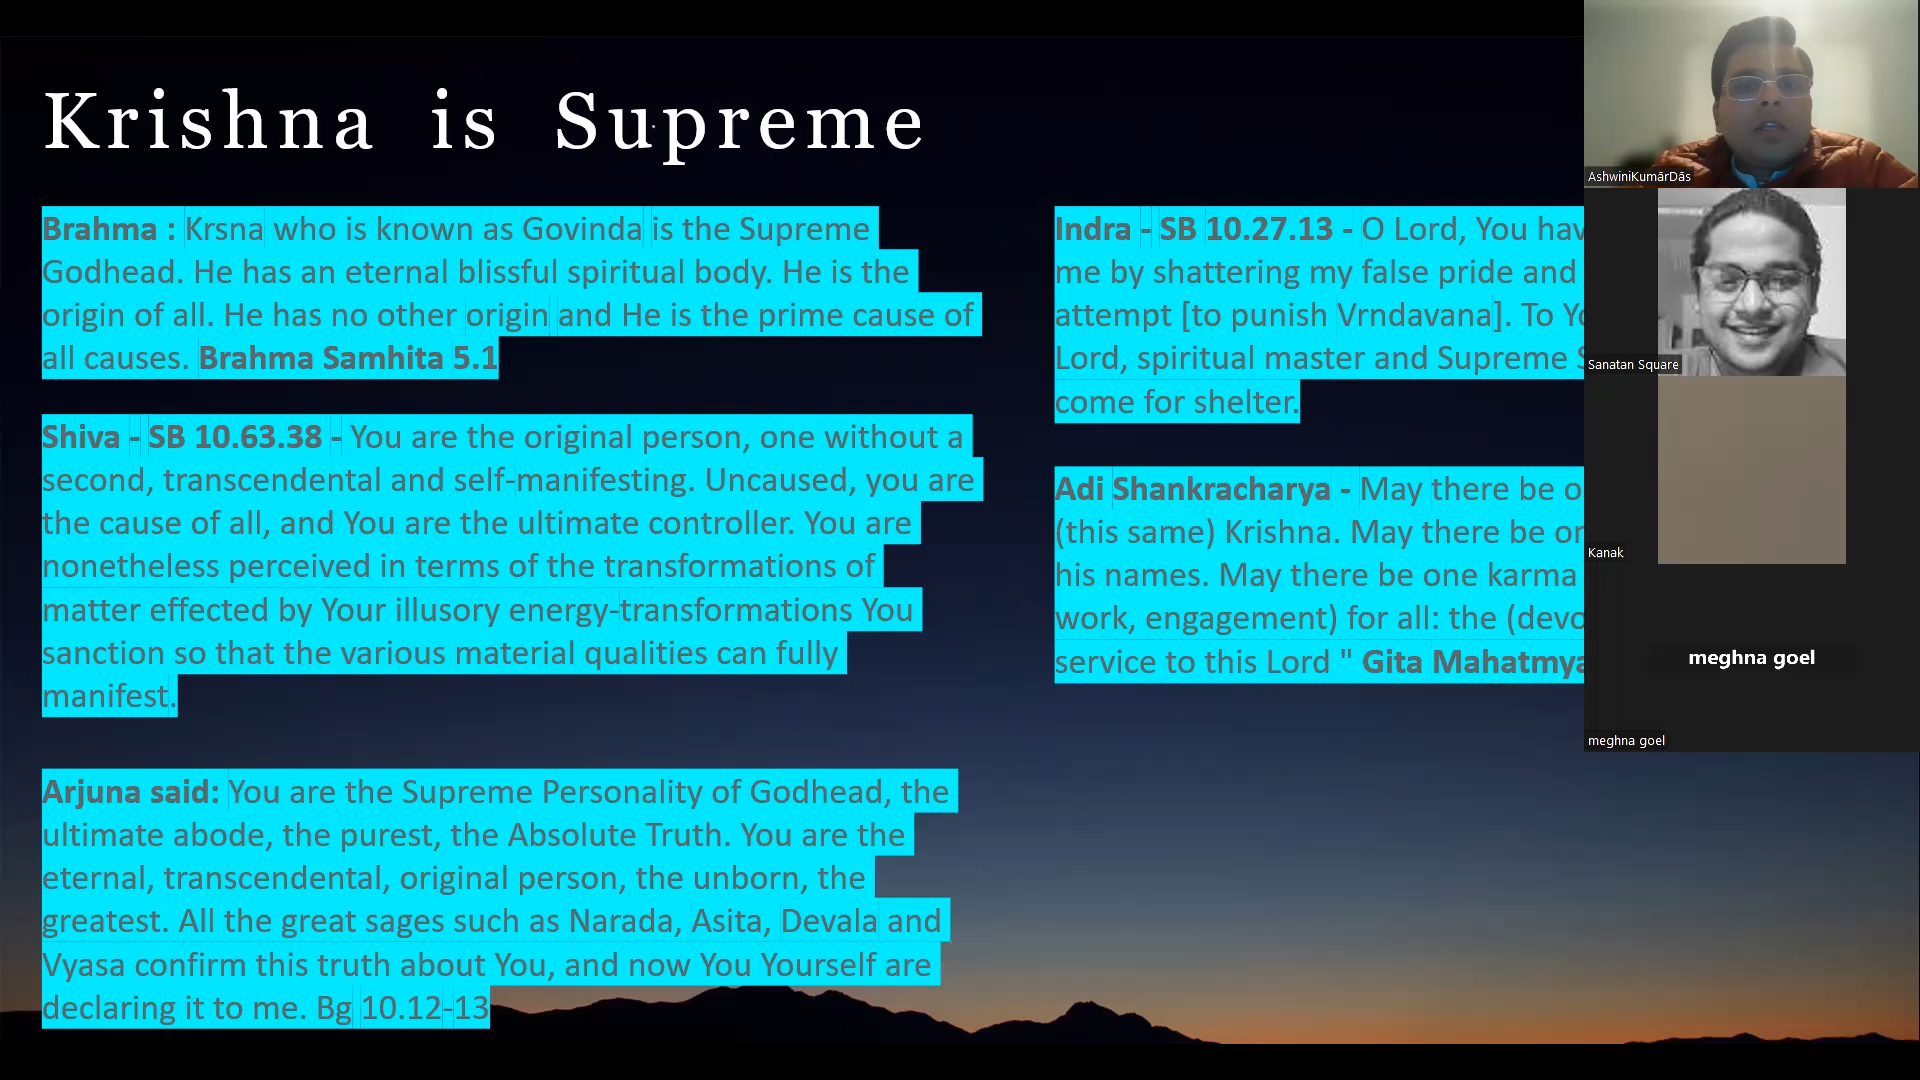 Krishna is Supreme
Brahma : Krsna who is known as Govinda is the Supreme
Godhead. He has an eternal blissful spiritual body. He is the
origin of all. He has no other origin and He is the prime cause of
all causes. Brahma Samhita 5.1
Shiva - SB 10.63.38 - You are the original person, one without a
second, transcendental and self-manifesting. Uncaused, you are
the cause of all, and You are the ultimate controller. You are
nonetheless perceived in terms of the transformations of
matter effected by Your illusory energy-transformations You
sanction so that the various material qualities can fully
manifest.
Arjuna said: You are the Supreme Personality of Godhead, the
ultimate abode, the purest, the Absolute Truth. You are the
eternal, transcendental, original person, the unborn, the
greatest. All the great sages such as Narada, Asita, Devala and
Vyasa confirm this truth about You, and now You Yourself are
declaring it to me. Bg 10.12-13
Indra - SB 10.27.13 - O Lord, You
me by shattering my false pride and
attempt [to punish Vrndavana]. To
Lord, spiritual master and Supreme
come for shelter.
Adi Shankracharya - May there be
(this same) Krishna. May there be
his names. May there be one karma
work, engagement) for all: the
service to this Lord " Gita
AshwiniKumārDās
Sanatan Square
Kanak
meghna goel
meghna goel